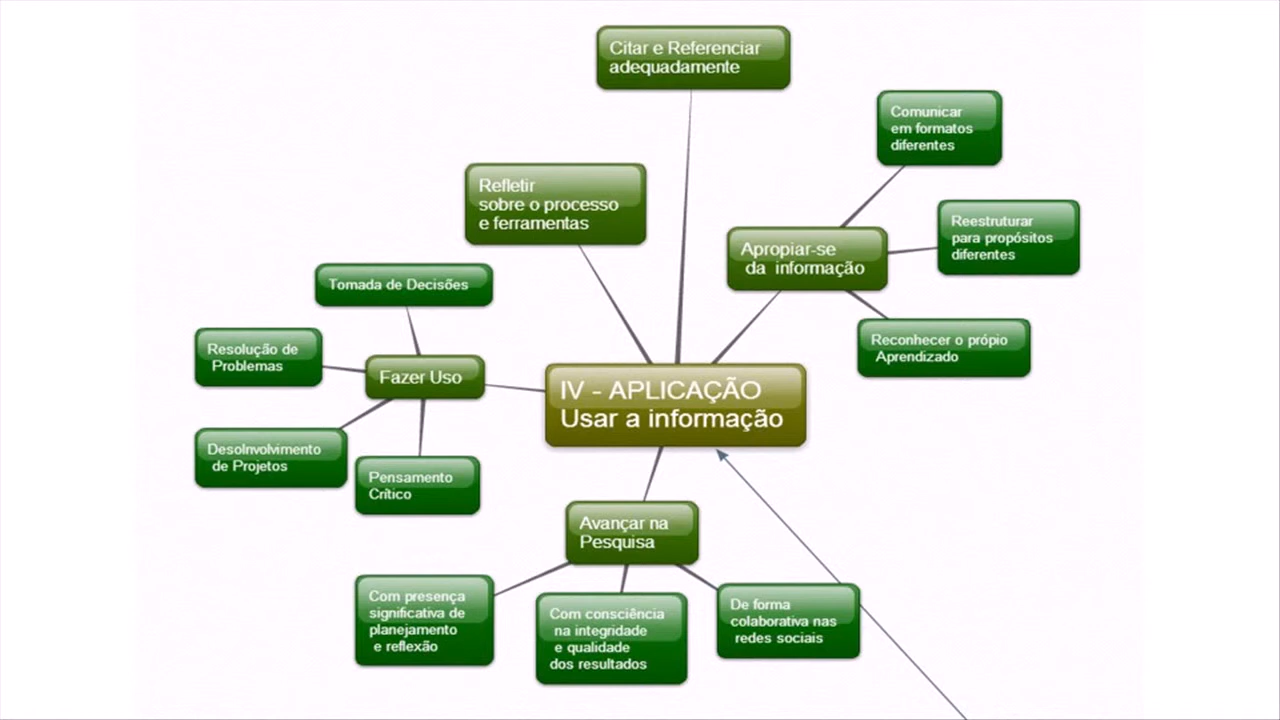 Citar e Referenciar
adequadamente
Comunicar
em formatos
diferentes
Refletir
sobre o processo
e ferramentas
Reestruturar
para propósitos
diferentes
Apropiar-se
da informação
Tomada de Decisões
Reconhecer o própio
Aprendizado
Resolução de
Problemas
Fazer Uso
IV - APLICAÇÃO
Usar a informação
Desolnvolvimento
de Projetos
Pensamento
Crítico
Avançar na
Pesquisa
Com presença
significativa de
planejamento
e reflexão
Com consciência
na integridade
e qualidade
dos resultados
De forma
colaborativa nas
redes sociais